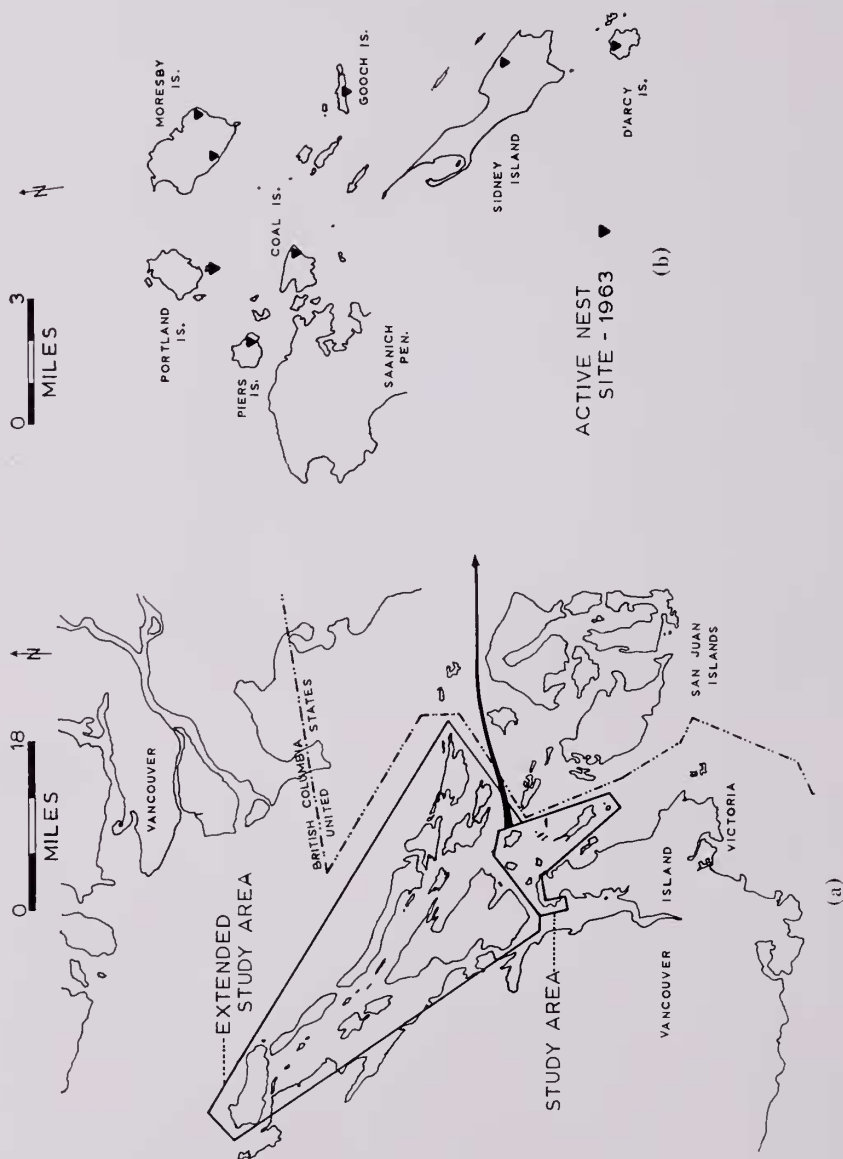 0 18
MILES
N
VANCOUVER
BRITISH COLUMBIA
UNITED STATES
EXTENDED
STUDY AREA
STUDY AREA
SAN JUAN
ISLANDS
VICTORIA
VANCOUVER ISLAND
(a)
0 3
MILES
N
MORESBY
IS.
PORTLAND
IS.
GOOCH IS.
COAL IS.
PIERS
IS.
SAANICH
PEN.
SIDNEY
ISLAND
D'ARCY
IS.
ACTIVE NEST
SITE - 1963
(b)